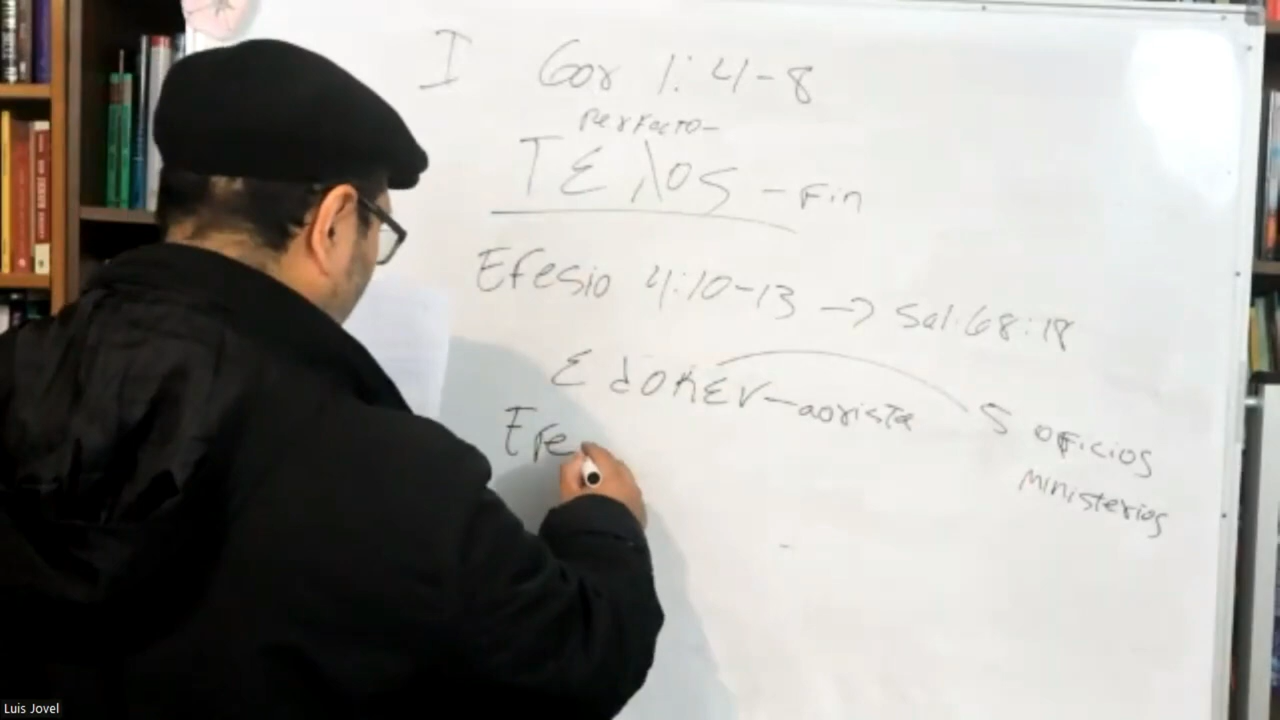 I Cor 1:4-8
Perfecto-
Τελος - Fin
Efesio 4:10-13 → Sal:68:18
εδοκεν-aorista
5 oficios
ministerios
Efe
Luis Jovel